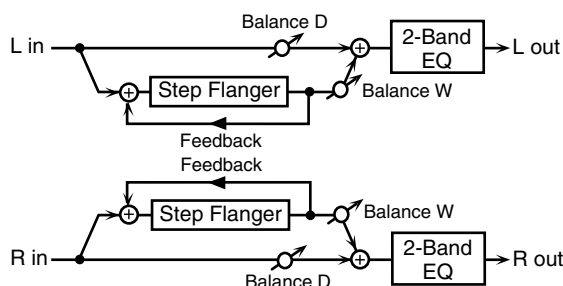 Balance D
L in
2-Band
EQ
L out
Step Flanger
Balance W
Feedback
Feedback
Step Flanger
Balance W
R in
2-Band
EQ
R out
Balance D